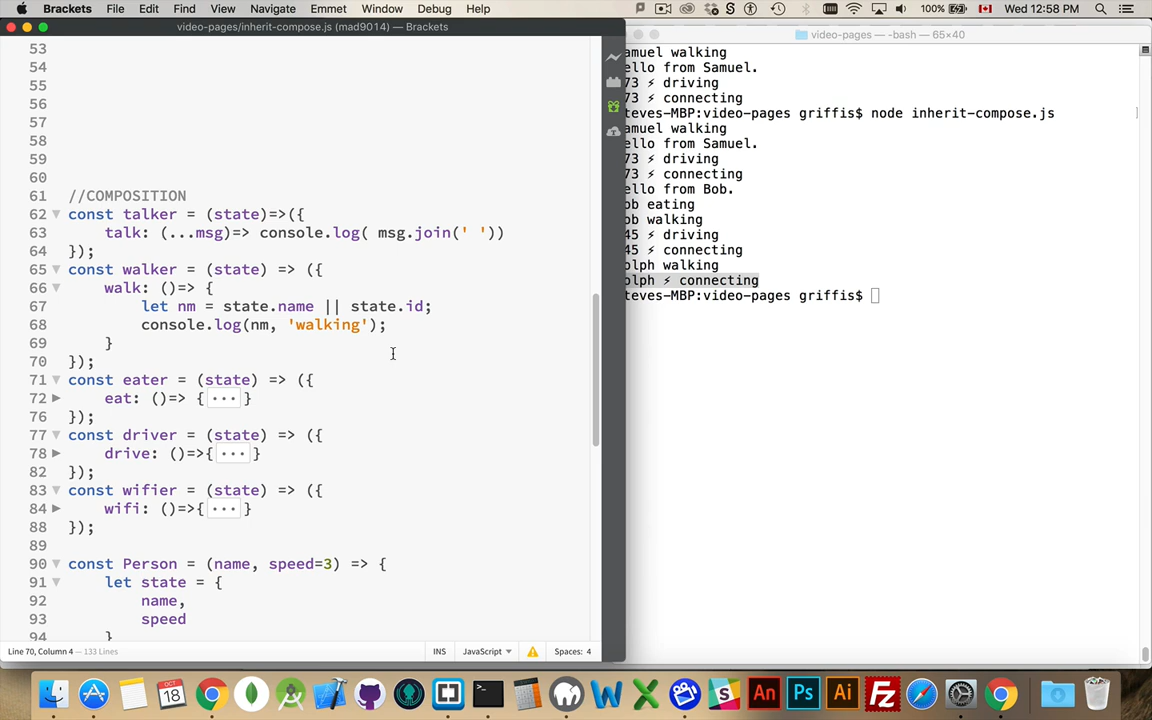 Brackets File Edit Find View Navigate Emmet Window Debug Help 100% Wed 12:58 PM
video-pages/inherit-compose.js (mad9014) — Brackets
video-pages — -bash — 65×40
53
54
55
56
57
58
59
60
61 //COMPOSITION
62 const talker = (state)=>({
63 talk: (...msg)=> console.log( msg.join(' '))
64 });
65 const walker = (state) => ({
66 walk: ()=> {
67 let nm = state.name || state.id;
68 console.log(nm, 'walking');
69 }
70 });
71 const eater = (state) => ({
72 eat: ()=> {...}
76 });
77 const driver = (state) => ({
78 drive: ()=>{...}
82 });
83 const wifier = (state) => ({
84 wifi: ()=>{...}
88 });
89
90 const Person = (name, speed=3) => {
91 let state = {
92 name,
93 speed
94 }
Line 70, Column 4 — 133 Lines
INS JavaScript Spaces: 4
amuel walking
ello from Samuel.
73 ⚡ driving
73 ⚡ connecting
teves-MBP:video-pages griffis$ node inherit-compose.js
amuel walking
ello from Samuel.
73 ⚡ driving
73 ⚡ connecting
ello from Bob.
ob eating
ob walking
45 ⚡ driving
45 ⚡ connecting
olph walking
olph ⚡ connecting
teves-MBP:video-pages griffis$
OCT
18
An Ps Ai Fz